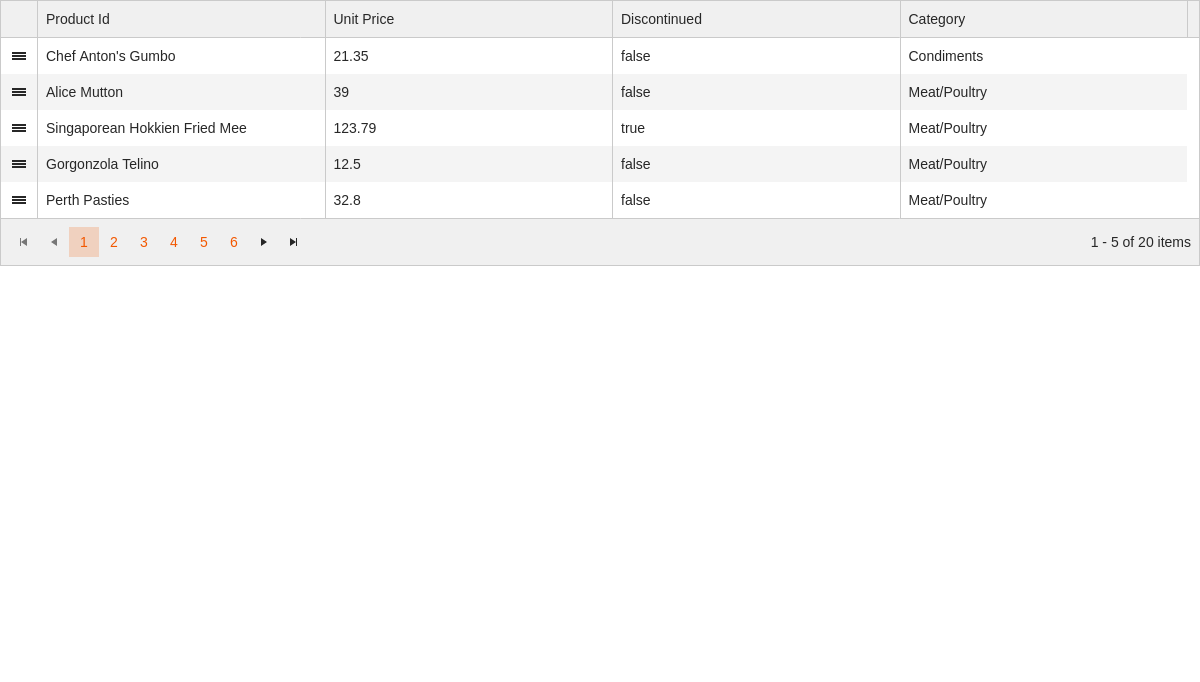 Product Id Unit Price Discontinued Category
Chef Anton's Gumbo 21.35 false Condiments
Alice Mutton 39 false Meat/Poultry
Singaporean Hokkien Fried Mee 123.79 true Meat/Poultry
Gorgonzola Telino 12.5 false Meat/Poultry
Perth Pasties 32.8 false Meat/Poultry
1 2 3 4 5 6 1 - 5 of 20 items